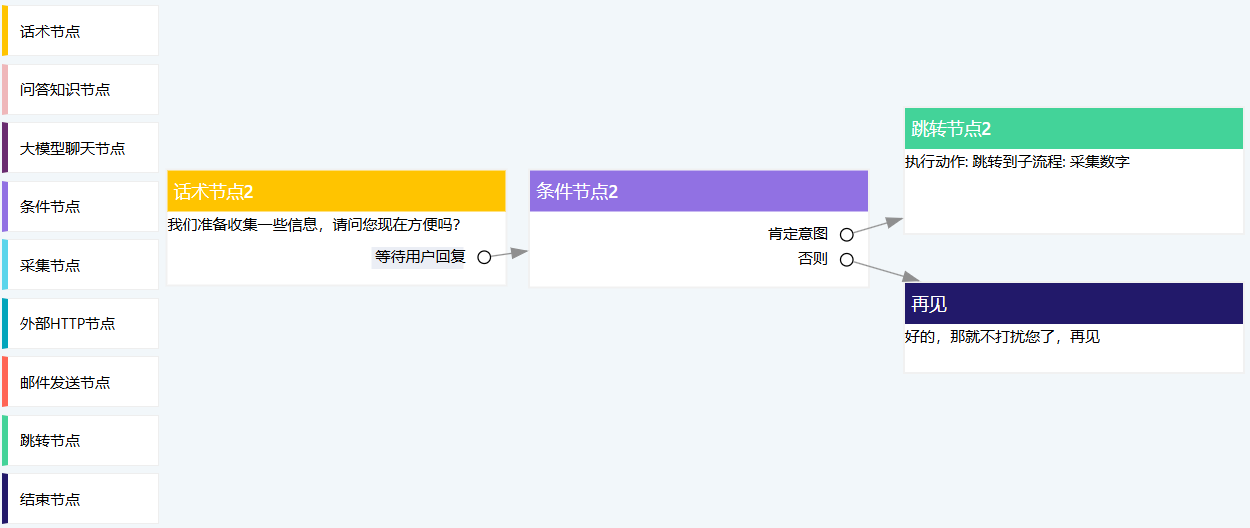 话术节点
问答知识节点
大模型聊天节点
条件节点
采集节点
外部HTTP节点
邮件发送节点
跳转节点
结束节点
话术节点2
我们准备收集一些信息，请问您现在方便吗？
等待用户回复
条件节点2
肯定意图
否则
跳转节点2
执行动作: 跳转到子流程: 采集数字
再见
好的，那就不打扰您了，再见